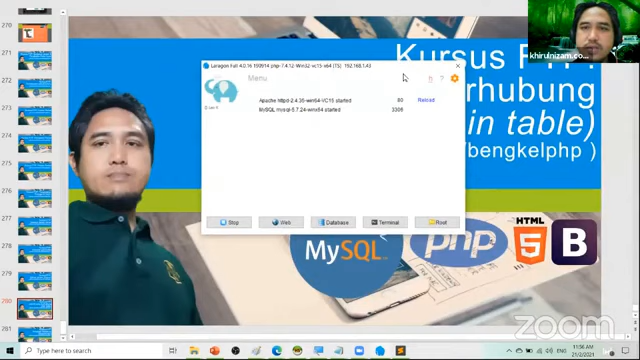 Laragon Full 4.0.16 190914 php-7.4.12-Win32-vc15-x64 [TS] 192.168.1.43
Menu
h
?
Apache httpd-2.4.35-win64-VC15 started
80
Reload
MySQL mysql-5.7.24-winx64 started
3306
Stop
Web
Database
Terminal
Root
khirulnizam.co...
Kursus
erhubung
in table)
/bengkelphp )
MySQL
php
HTML
5
B
zoom
270
271
272
273
274
275
276
277
278
279
280
281
Type here to search
ENG
11:56 AM
21/2/2021